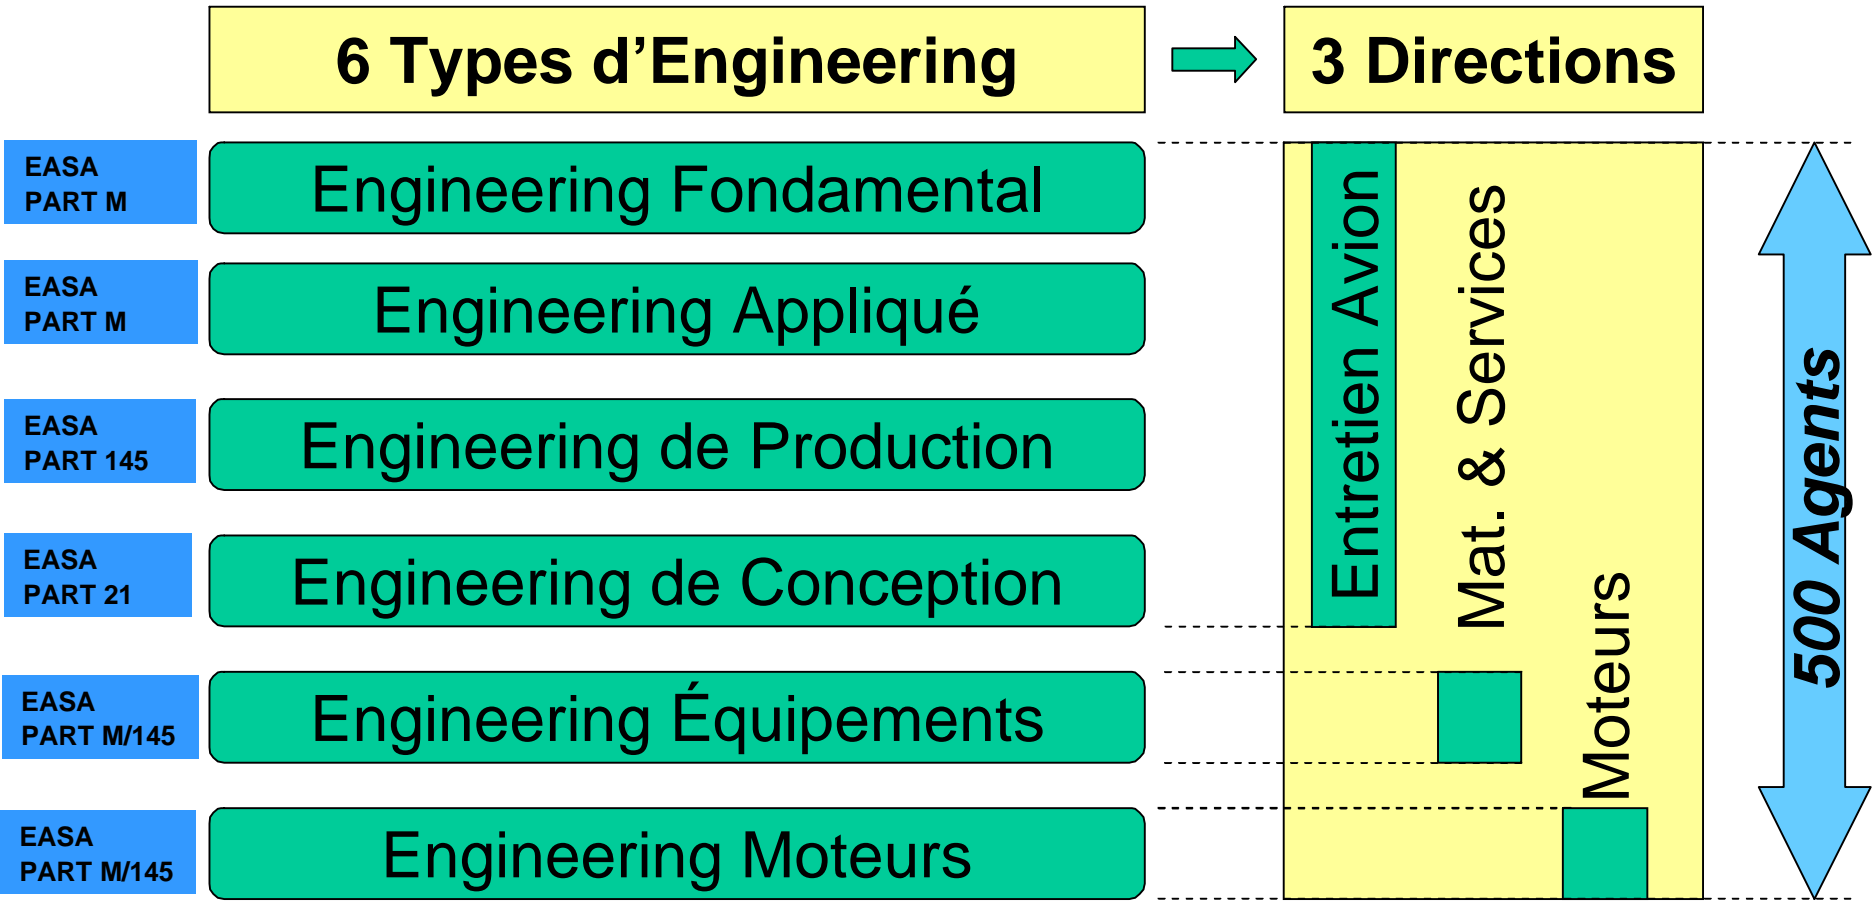 6 Types d’Engineering
3 Directions
EASA
PART M
Engineering Fondamental
EASA
PART M
Engineering Appliqué
EASA
PART 145
Engineering de Production
EASA
PART 21
Engineering de Conception
EASA
PART M/145
Engineering Équipements
EASA
PART M/145
Engineering Moteurs
Entretien Avion
Mat. & Services
Moteurs
500 Agents